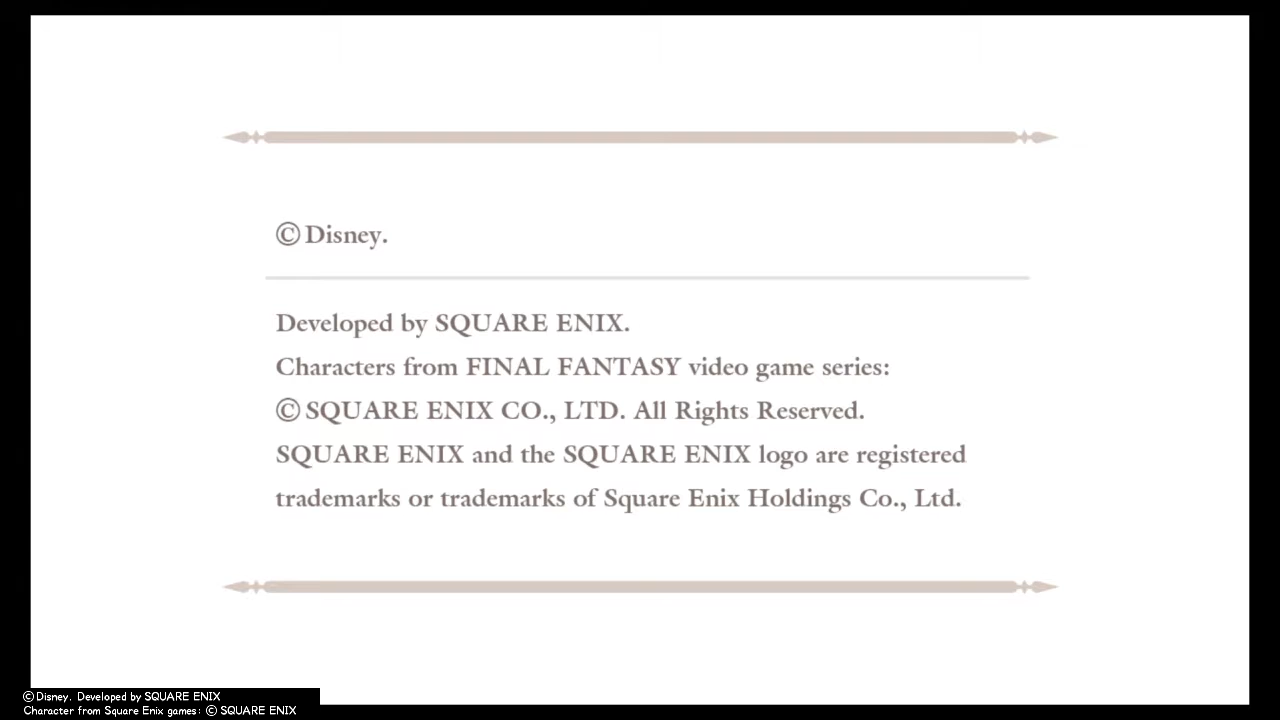 © Disney.
Developed by SQUARE ENIX.
Characters from FINAL FANTASY video game series:
© SQUARE ENIX CO., LTD. All Rights Reserved.
SQUARE ENIX and the SQUARE ENIX logo are registered
trademarks or trademarks of Square Enix Holdings Co., Ltd.
© Disney. Developed by SQUARE ENIX
Character from Square Enix games: © SQUARE ENIX